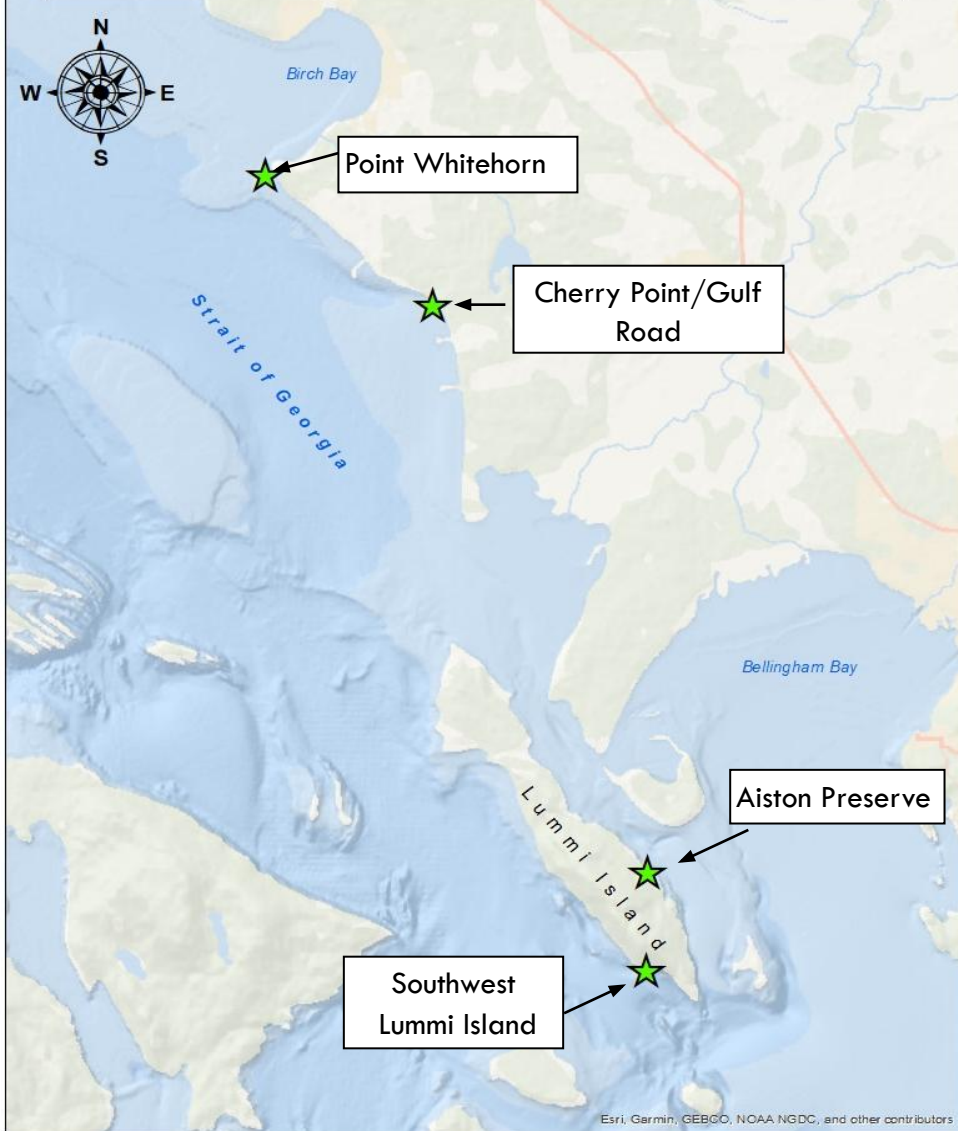 N
W E
S
Birch Bay
Point Whitehorn
Cherry Point/Gulf
Road
Strait of Georgia
Bellingham Bay
Lummi Island
Aiston Preserve
Southwest
Lummi Island
Esri, Garmin, GEBCO, NOAA NGDC, and other contributors